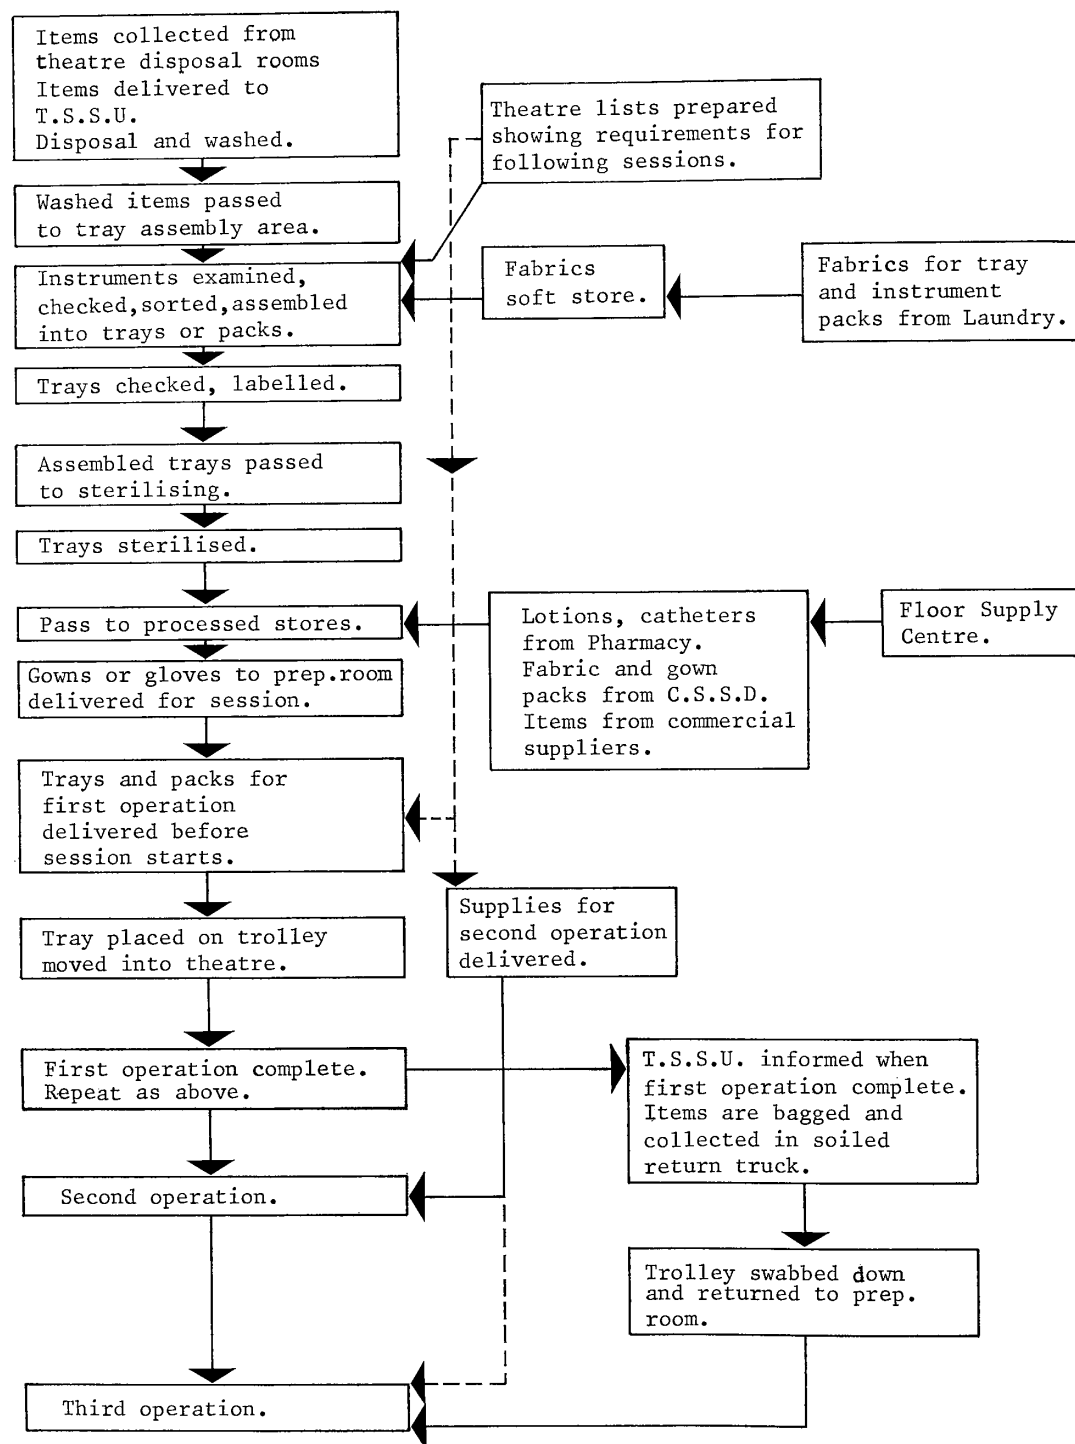 Items collected from
theatre disposal rooms
Items delivered to
T.S.S.U.
Disposal and washed.
Theatre lists prepared
showing requirements for
following sessions.
Washed items passed
to tray assembly area.
Instruments examined,
checked,sorted,assembled
into trays or packs.
Fabrics
soft store.
Fabrics for tray
and instrument
packs from Laundry.
Trays checked, labelled.
Assembled trays passed
to sterilising.
Trays sterilised.
Pass to processed stores.
Lotions, catheters
from Pharmacy.
Fabric and gown
packs from C.S.S.D.
Items from commercial
suppliers.
Floor Supply
Centre.
Gowns or gloves to prep.room
delivered for session.
Trays and packs for
first operation
delivered before
session starts.
Supplies for
second operation
delivered.
Tray placed on trolley
moved into theatre.
First operation complete.
Repeat as above.
T.S.S.U. informed when
first operation complete.
Items are bagged and
collected in soiled
return truck.
Second operation.
Trolley swabbed down
and returned to prep.
room.
Third operation.